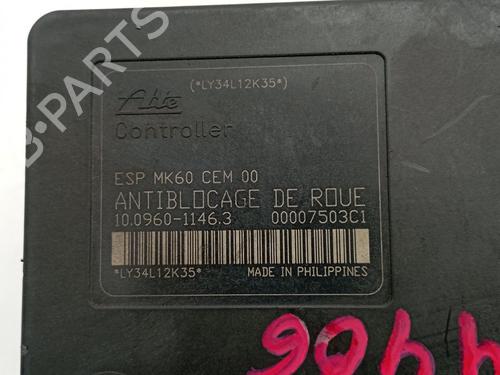 (*LY34L12K35*)
Ate
Controller
ESP MK60 CEM 00
ANTIBLOCAGE DE ROUE
10.0960-1146.3 00007503C1
*LY34L12K35* MADE IN PHILIPPINES
B-PARTS